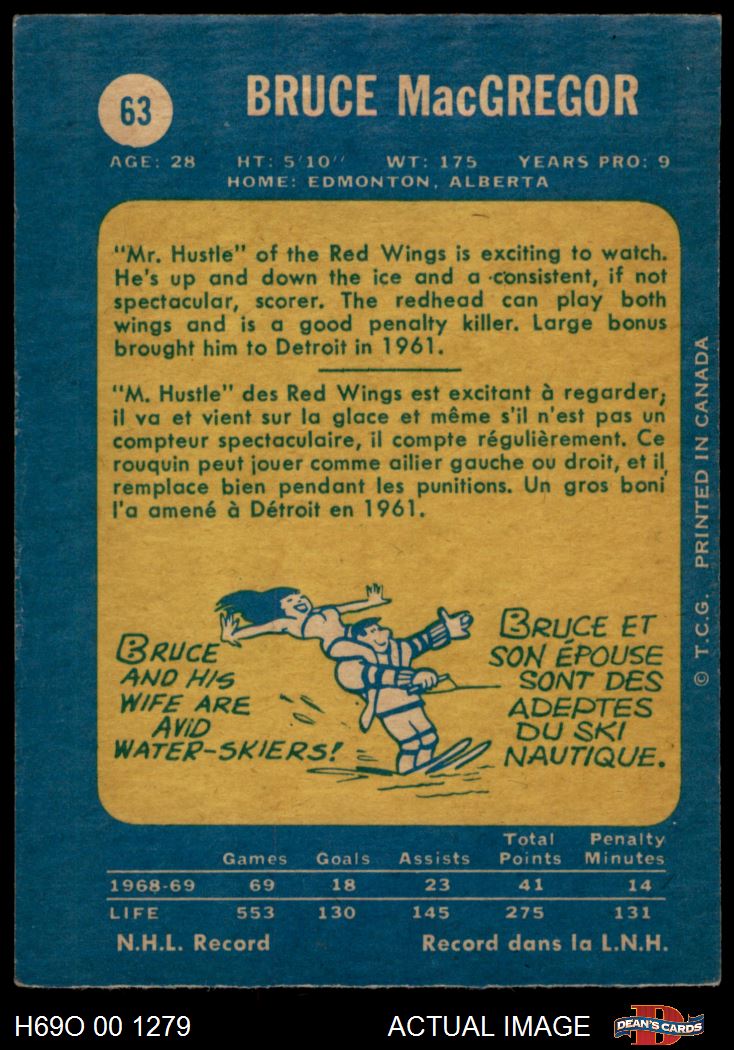 63
BRUCE MacGREGOR
AGE: 28 HT: 5'10'' WT: 175 YEARS PRO: 9
HOME: EDMONTON, ALBERTA
"Mr. Hustle" of the Red Wings is exciting to watch.
He's up and down the ice and a consistent, if not
spectacular, scorer. The redhead can play both
wings and is a good penalty killer. Large bonus
brought him to Detroit in 1961.
"M. Hustle" des Red Wings est excitant à regarder;
il va et vient sur la glace et même s'il n'est pas un
compteur spectaculaire, il compte régulièrement. Ce
rouquin peut jouer comme ailier gauche ou droit, et il
remplace bien pendant les punitions. Un gros boni
l'a amené à Détroit en 1961.
BRUCE
AND HIS
WIFE ARE
AVID
WATER-SKIERS!
BRUCE ET
SON ÉPOUSE
SONT DES
ADEPTES
DU SKI
NAUTIQUE.
© T.C.G. PRINTED IN CANADA
Games Goals Assists Total Points Penalty Minutes
1968-69 69 18 23 41 14
LIFE 553 130 145 275 131
N.H.L. Record Record dans la L.N.H.
H69O 00 1279 ACTUAL IMAGE D DEAN'S CARDS